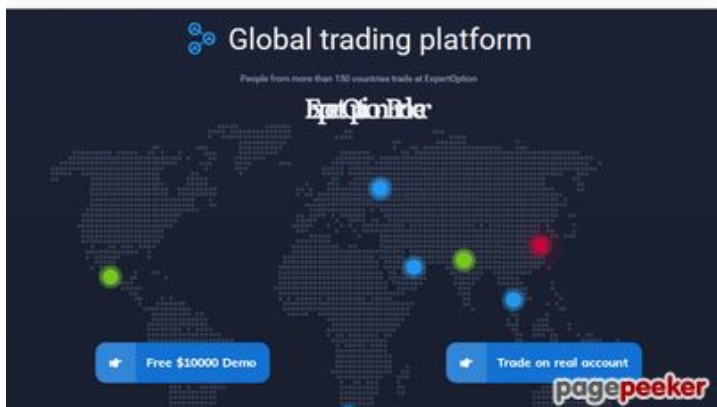 Global trading platform
People from more than 150 countries trade at ExpertOption
Free $10000 Demo
Trade on real account
pagepeeker